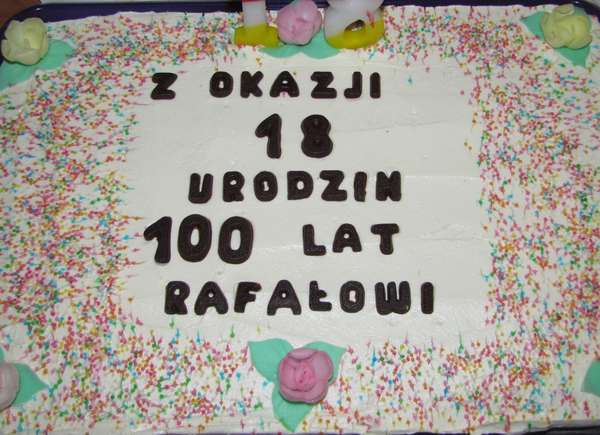 Z OKAZJI
18
URODZIN
100 LAT
RAFAŁOWI